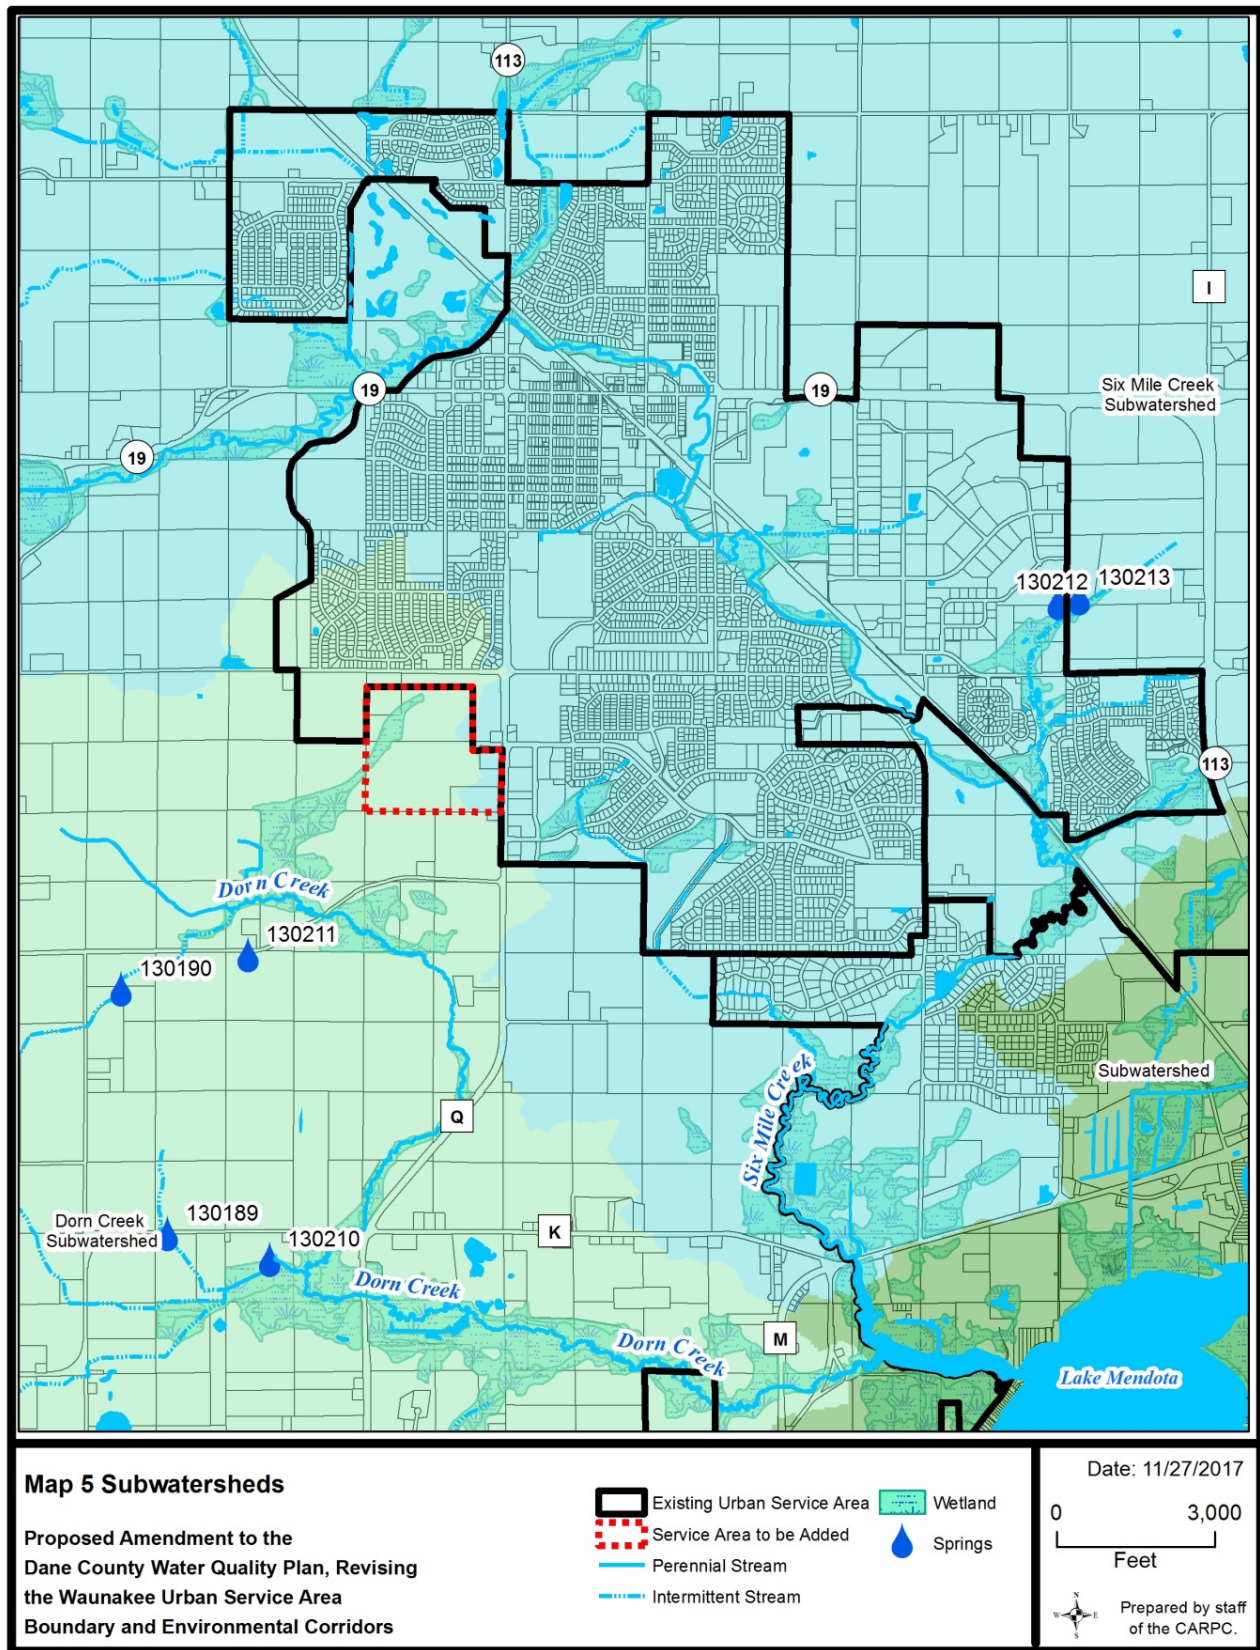 113
I
19
19
Six Mile Creek
Subwatershed
19
130212
130213
113
Dorn Creek
130211
130190
Subwatershed
Six Mile Creek
Q
130189
Dorn Creek
Subwatershed
K
130210
Dorn Creek
Dorn Creek
M
Lake Mendota
Map 5 Subwatersheds
Proposed Amendment to the
Dane County Water Quality Plan, Revising
the Waunakee Urban Service Area
Boundary and Environmental Corridors
Existing Urban Service Area
Service Area to be Added
Perennial Stream
Intermittent Stream
Wetland
Springs
Date: 11/27/2017
0 3,000
Feet
N
W E
S
Prepared by staff
of the CARPC.